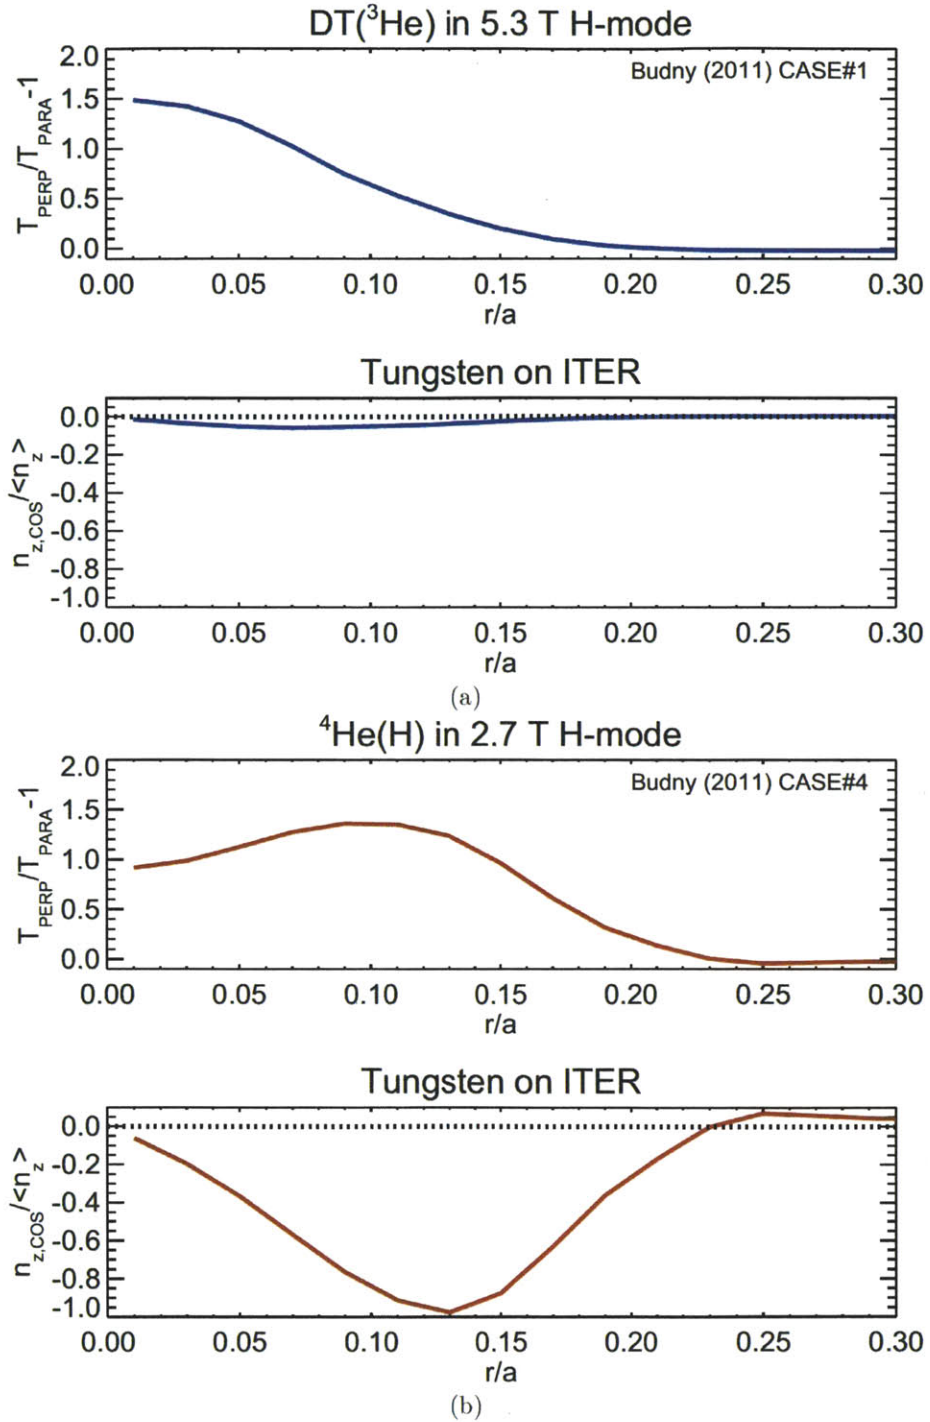 DT(³He) in 5.3 T H-mode
Budny (2011) CASE#1
T_PERP/T_PARA-1
2.0
1.5
1.0
0.5
0.0
0.00 0.05 0.10 0.15 0.20 0.25 0.30
r/a
Tungsten on ITER
n_z,COS/<n_z>
0.0
-0.2
-0.4
-0.6
-0.8
-1.0
0.00 0.05 0.10 0.15 0.20 0.25 0.30
r/a
(a)
⁴He(H) in 2.7 T H-mode
Budny (2011) CASE#4
T_PERP/T_PARA-1
2.0
1.5
1.0
0.5
0.0
0.00 0.05 0.10 0.15 0.20 0.25 0.30
r/a
Tungsten on ITER
n_z,COS/<n_z>
0.0
-0.2
-0.4
-0.6
-0.8
-1.0
0.00 0.05 0.10 0.15 0.20 0.25 0.30
r/a
(b)